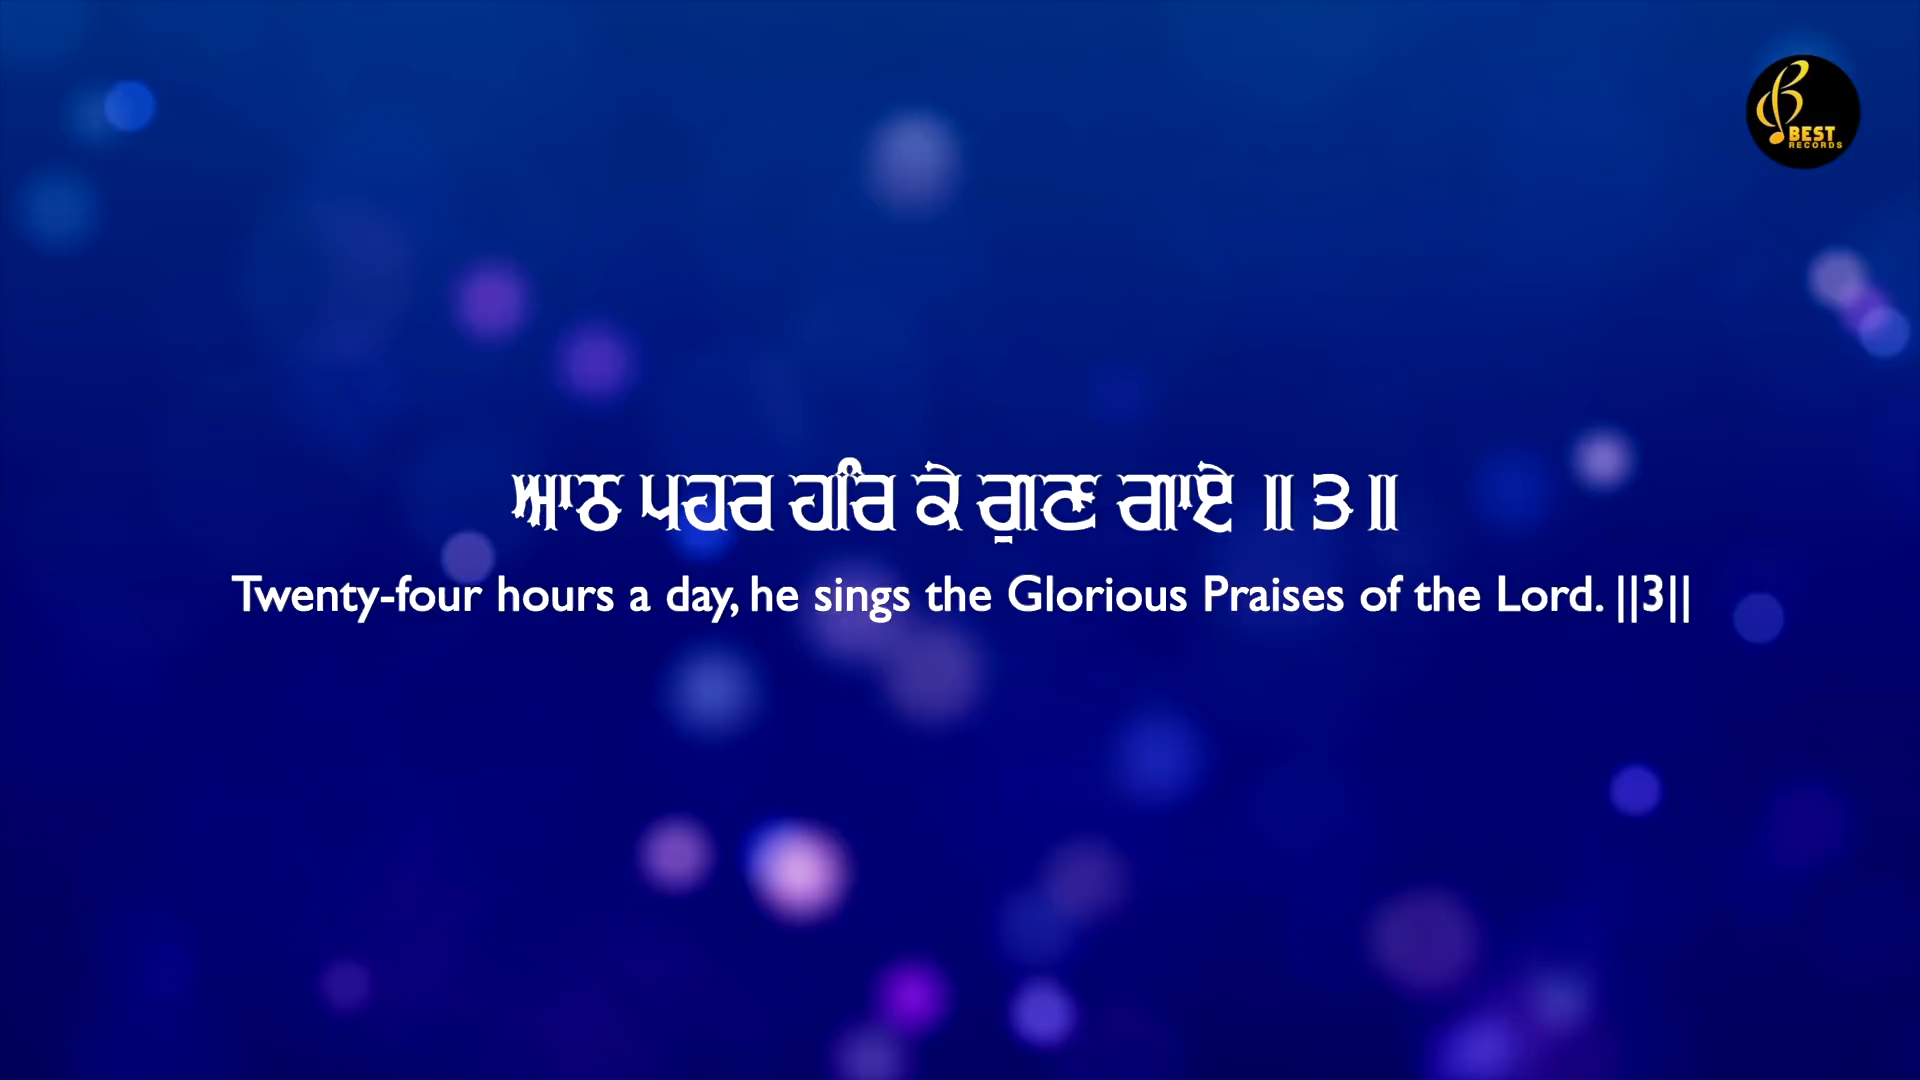 BEST
RECORDS
ਆਠ ਪਹਰ ਹਰਿ ਕੇ ਗੁਣ ਗਾਏ ॥੩॥
Twenty-four hours a day, he sings the Glorious Praises of the Lord. ||3||